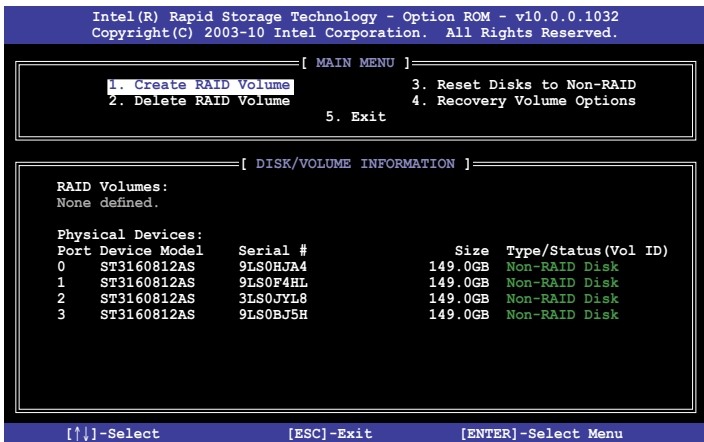 Intel(R) Rapid Storage Technology - Option ROM - v10.0.0.1032
Copyright(C) 2003-10 Intel Corporation.  All Rights Reserved.
[ MAIN MENU ]
1. Create RAID Volume 3. Reset Disks to Non-RAID
2. Delete RAID Volume 4. Recovery Volume Options
5. Exit
[ DISK/VOLUME INFORMATION ]
RAID Volumes:
None defined.
Physical Devices:
Port Device Model Serial # Size Type/Status(Vol ID)
0 ST3160812AS 9LS0HJA4 149.0GB Non-RAID Disk
1 ST3160812AS 9LS0F4HL 149.0GB Non-RAID Disk
2 ST3160812AS 3LS0JYL8 149.0GB Non-RAID Disk
3 ST3160812AS 9LS0BJ5H 149.0GB Non-RAID Disk
[↑↓]-Select [ESC]-Exit [ENTER]-Select Menu